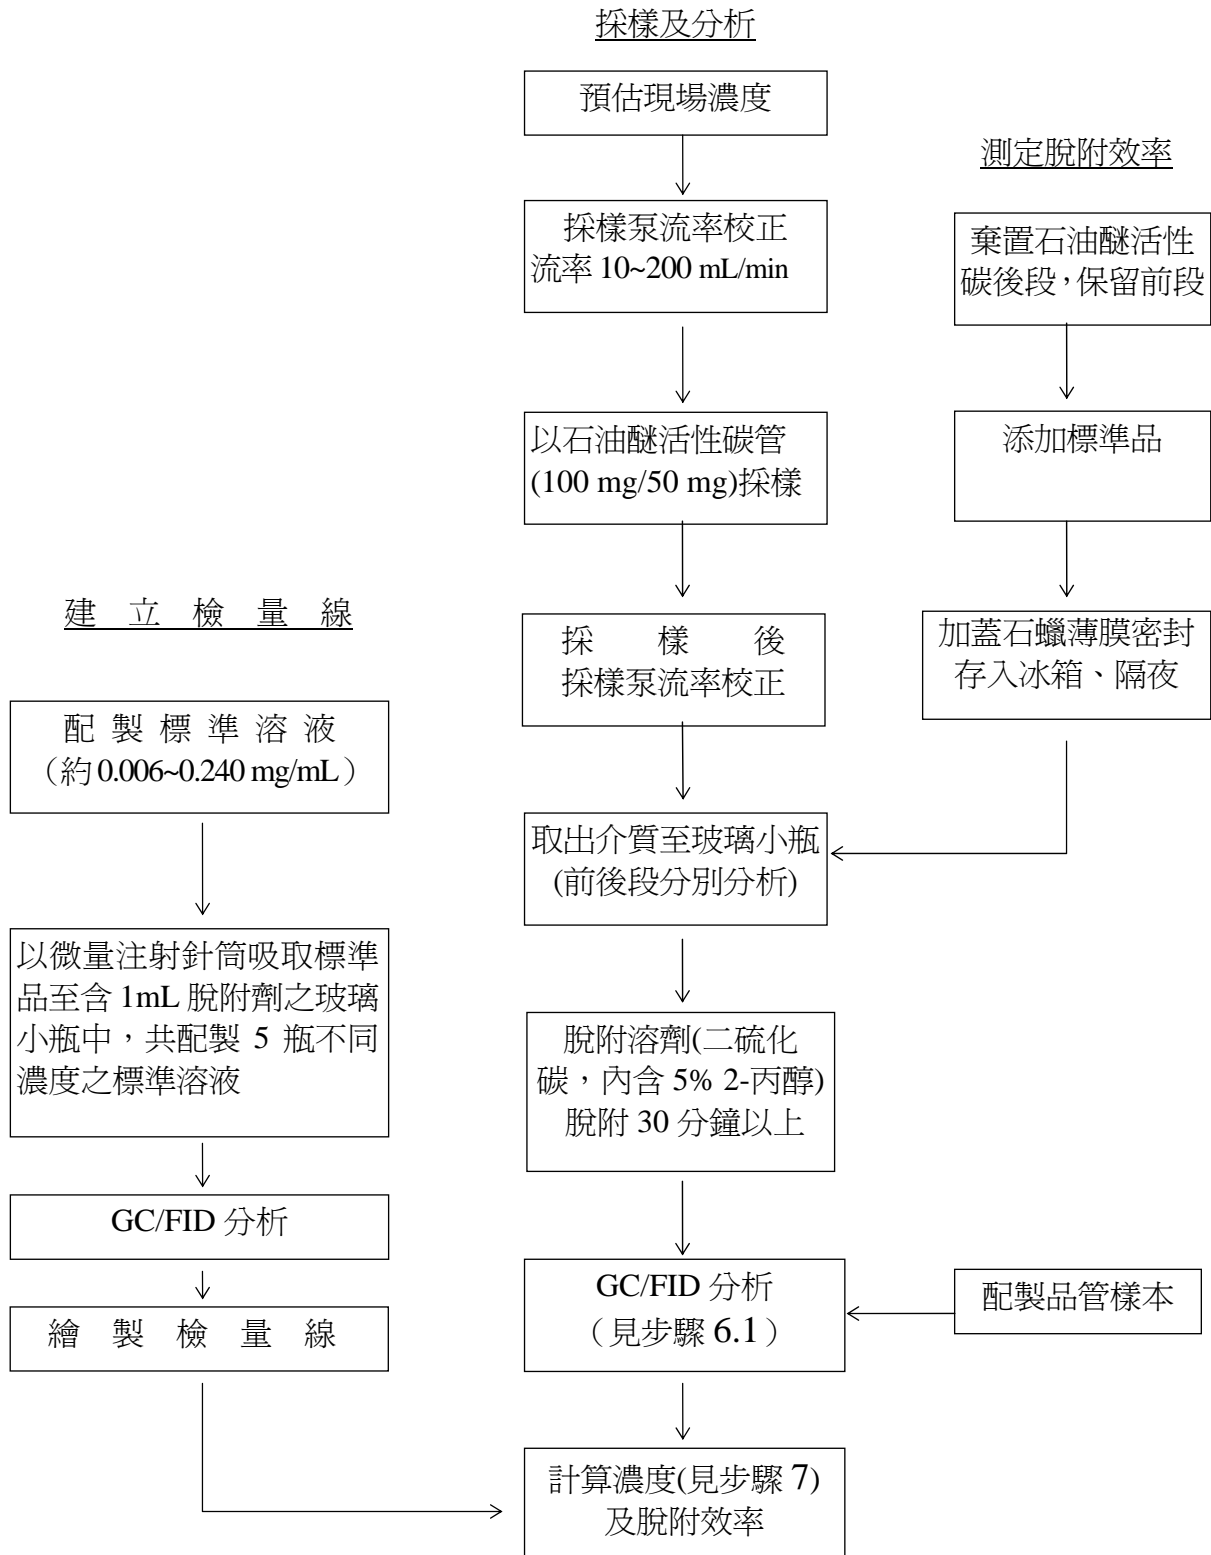 採樣及分析
預估現場濃度
採樣泵流率校正
流率 10~200 mL/min
以石油醚活性碳管
(100 mg/50 mg)採樣
採樣後
採樣泵流率校正
取出介質至玻璃小瓶
(前後段分別分析)
脫附溶劑(二硫化
碳，內含 5% 2-丙醇)
脫附 30 分鐘以上
GC/FID 分析
（見步驟 6.1）
計算濃度(見步驟 7)
及脫附效率
測定脫附效率
棄置石油醚活性
碳後段，保留前段
添加標準品
加蓋石蠟薄膜密封
存入冰箱、隔夜
配製品管樣本
建立檢量線
配製標準溶液
（約 0.006~0.240 mg/mL）
以微量注射針筒吸取標準
品至含 1mL 脫附劑之玻璃
小瓶中，共配製 5 瓶不同
濃度之標準溶液
GC/FID 分析
繪製檢量線